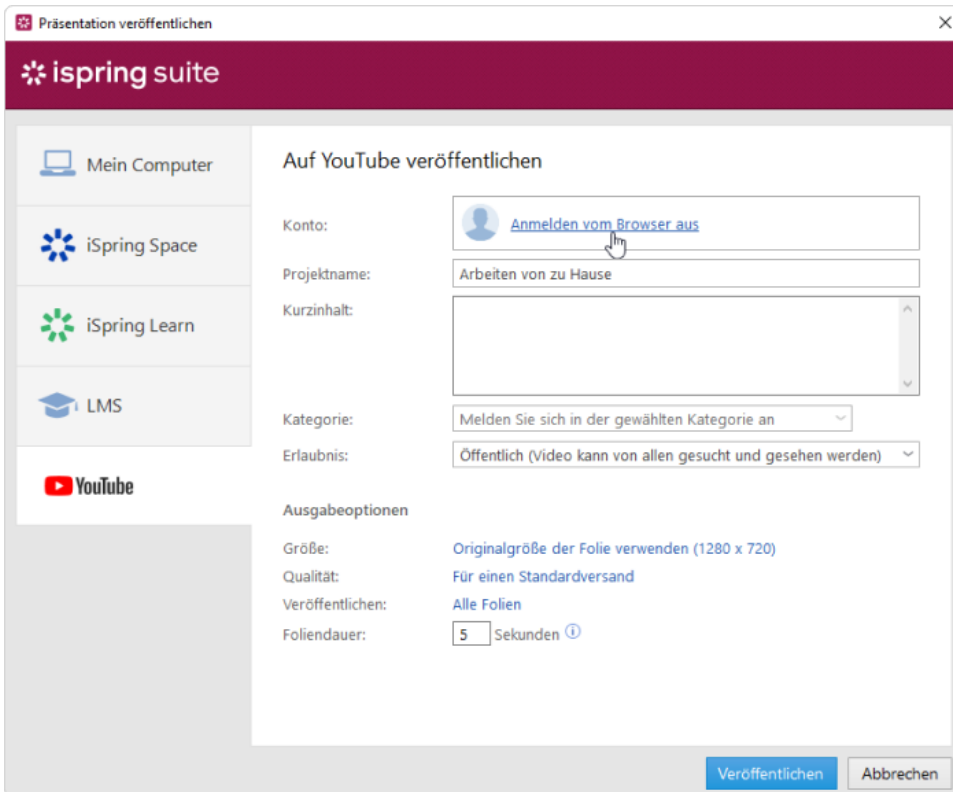 Präsentation veröffentlichen
ispring suite
Mein Computer
iSpring Space
iSpring Learn
LMS
YouTube
Auf YouTube veröffentlichen
Konto: Anmelden vom Browser aus
Projektname: Arbeiten von zu Hause
Kurzinhalt:
Kategorie: Melden Sie sich in der gewählten Kategorie an
Erlaubnis: Öffentlich (Video kann von allen gesucht und gesehen werden)
Ausgabeoptionen
Größe: Originalgröße der Folie verwenden (1280 x 720)
Qualität: Für einen Standardversand
Veröffentlichen: Alle Folien
Foliendauer: 5 Sekunden
Veröffentlichen Abbrechen